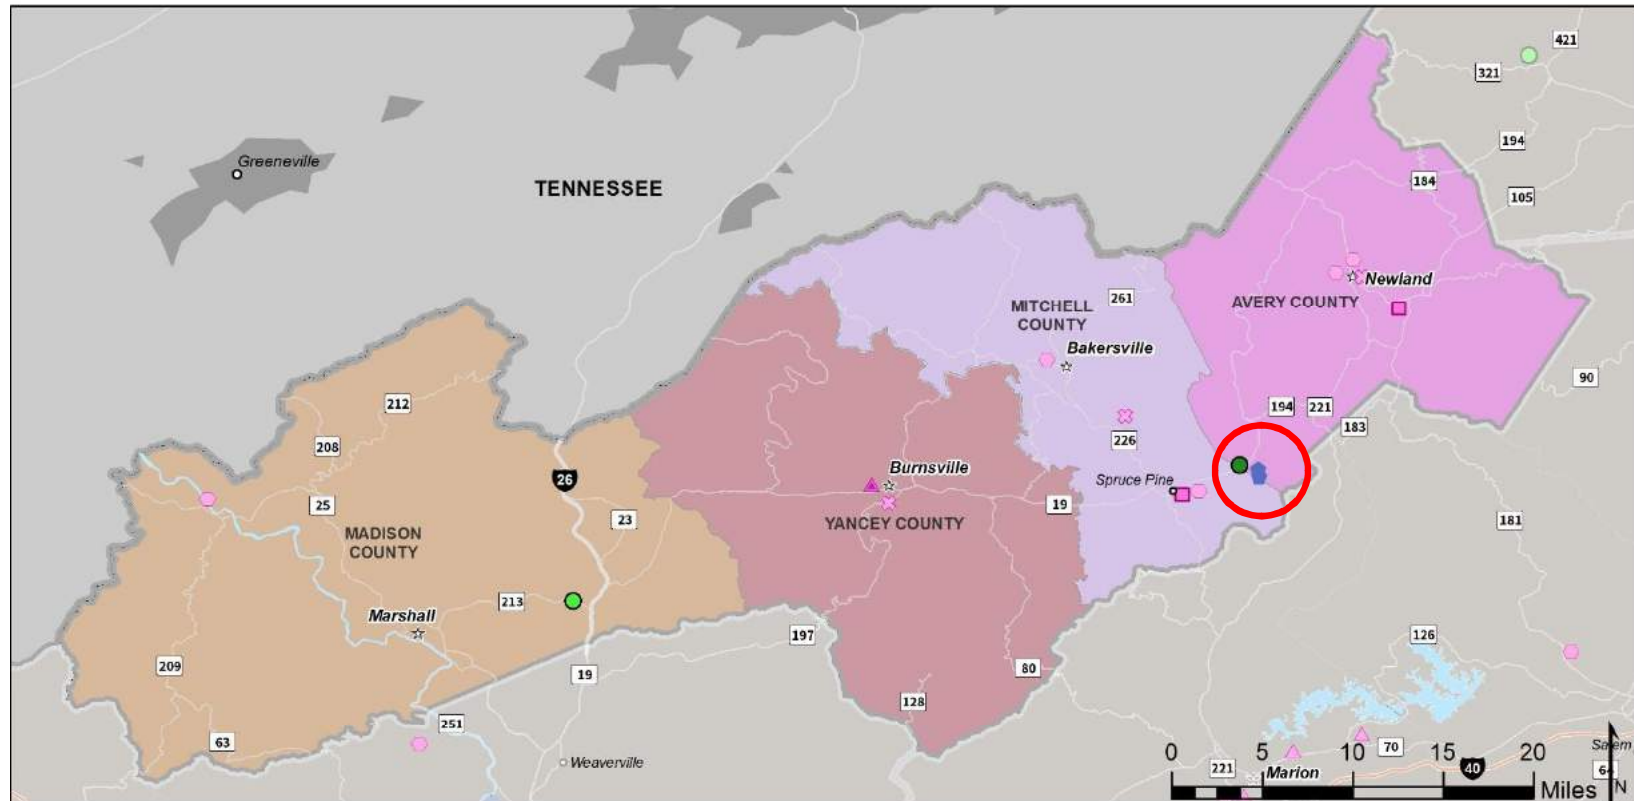 421
321
Greeneville
194
TENNESSEE
184
105
261
Newland
MITCHELL
COUNTY
AVERY COUNTY
Bakersville
90
212
194
221
208
183
226
Burnsville
26
Spruce Pine
25
19
23
YANCEY COUNTY
181
MADISON
COUNTY
213
Marshall
197
126
209
80
19
128
251
63
70
Salem
0
5
10
15
20
Weaverville
221
Marion
40
64
Miles
N